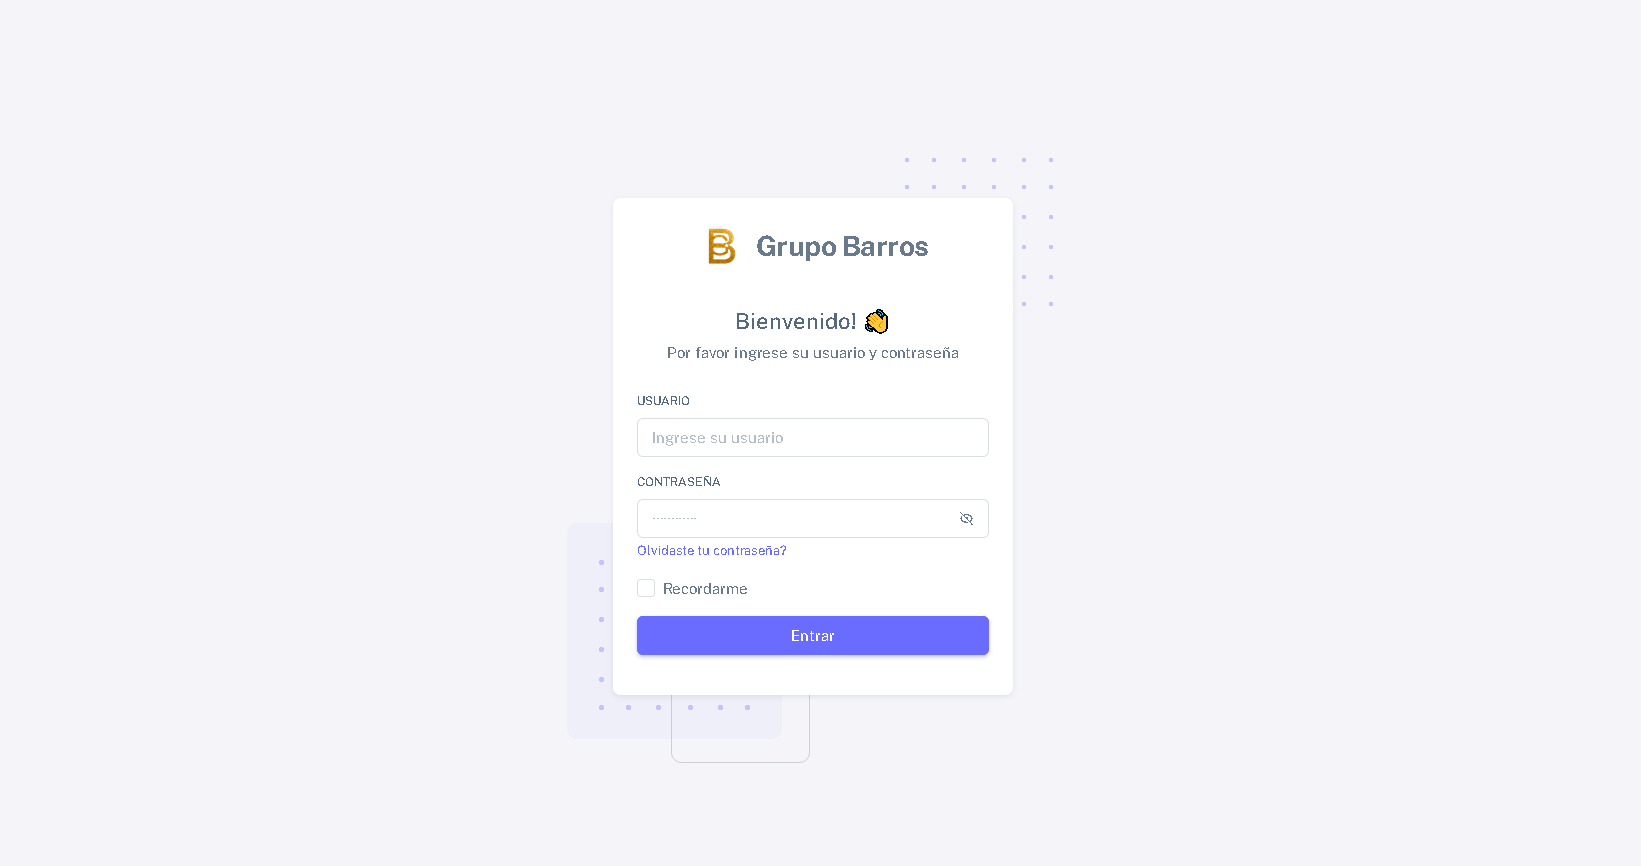 Grupo Barros
Bienvenido! 👋
Por favor ingrese su usuario y contraseña
USUARIO
Ingrese su usuario
CONTRASEÑA
············
Olvidaste tu contraseña?
Recordarme
Entrar